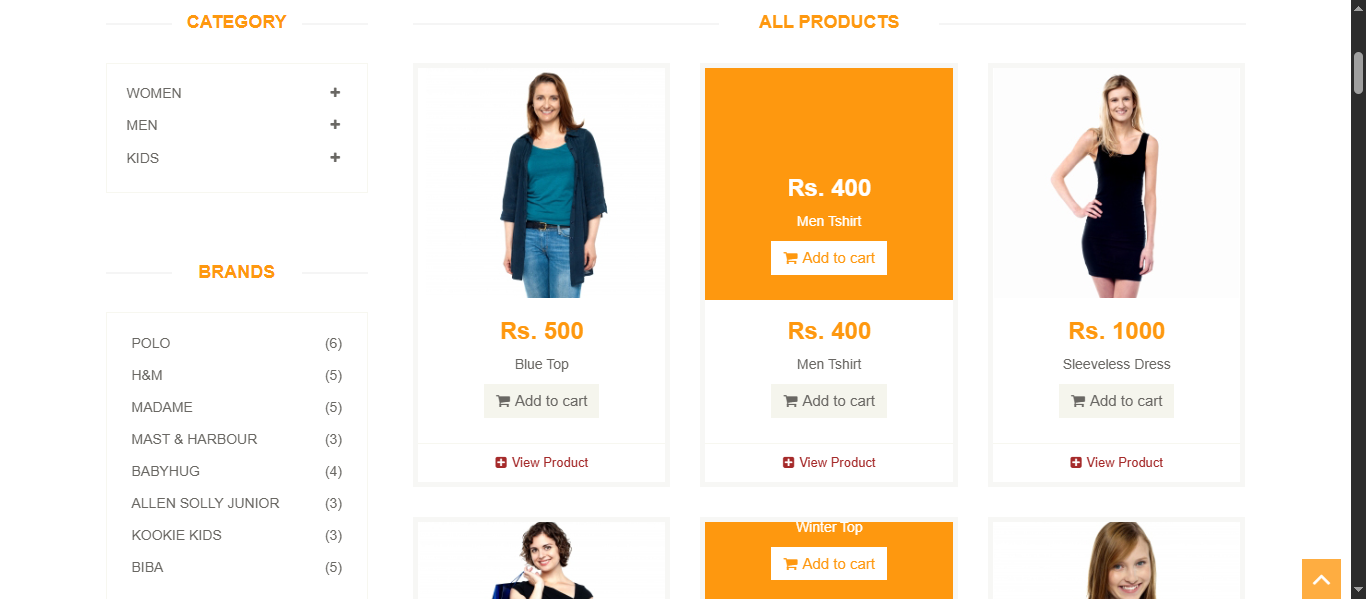 CATEGORY
WOMEN
MEN
KIDS
BRANDS
POLO (6)
H&M (5)
MADAME (5)
MAST & HARBOUR (3)
BABYHUG (4)
ALLEN SOLLY JUNIOR (3)
KOOKIE KIDS (3)
BIBA (5)
ALL PRODUCTS
Rs. 500
Blue Top
Add to cart
View Product
Rs. 400
Men Tshirt
Add to cart
Rs. 400
Men Tshirt
Add to cart
View Product
Rs. 1000
Sleeveless Dress
Add to cart
View Product
Winter Top
Add to cart